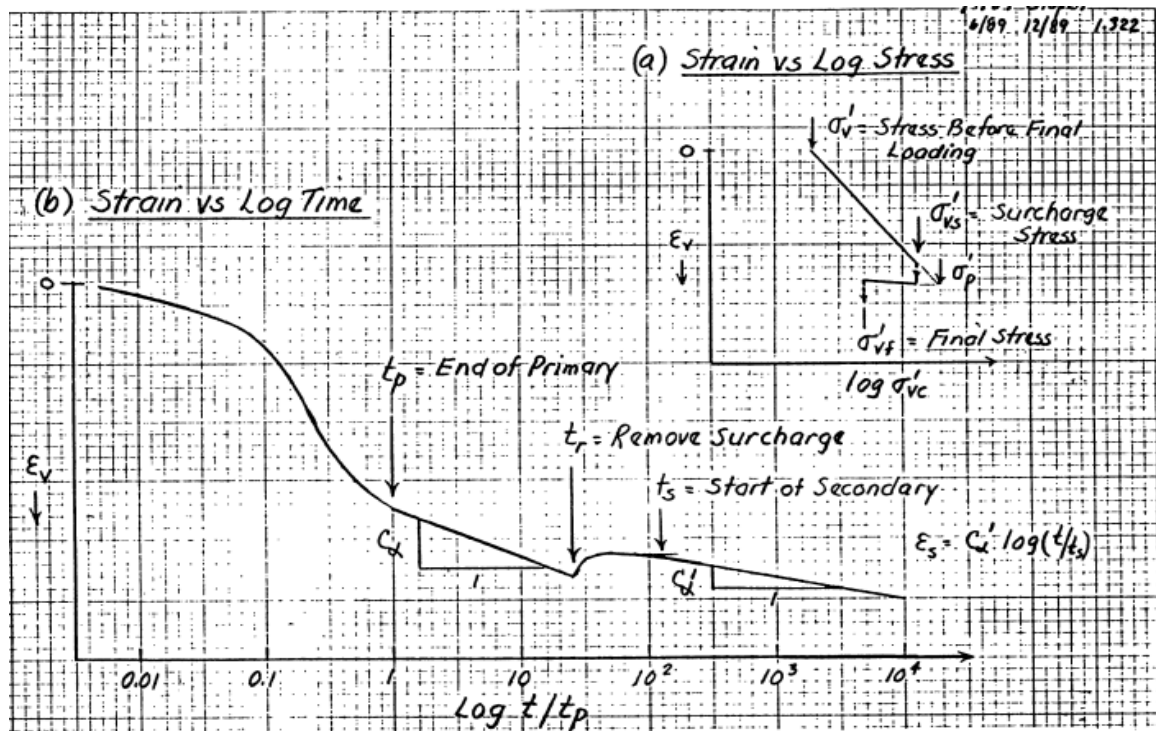 6/89 12/89 1.322
(a) Strain vs Log Stress
σ'v = Stress Before Final
Loading
0
σ'vs = Surcharge
Stress
εv
σ'p
σ'vf = Final Stress
log σ'vc
(b) Strain vs Log Time
0
tp = End of Primary
tr = Remove Surcharge
ts = Start of Secondary
εv
εs = Cα' log(t/ts)
Cα
1
Cα'
1
0.01 0.1 1 10 10² 10³ 10⁴
Log t/tp